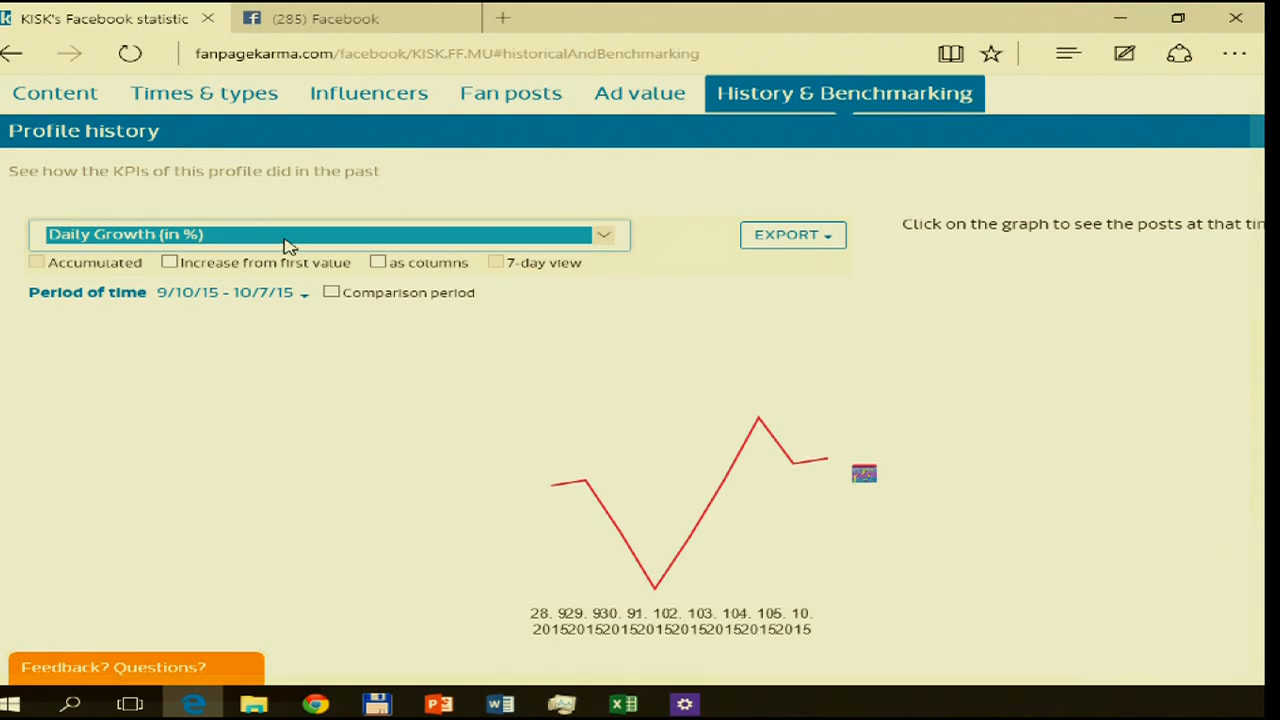 KISK's Facebook statistic
(285) Facebook
fanpagekarma.com/facebook/KISK.FF.MU#historicalAndBenchmarking
Content Times & types Influencers Fan posts Ad value History & Benchmarking
Profile history
See how the KPIs of this profile did in the past
Daily Growth (in %)
EXPORT
Click on the graph to see the posts at that tim
Accumulated Increase from first value as columns 7-day view
Period of time 9/10/15 - 10/7/15 Comparison period
28. 929. 930. 91. 102. 103. 104. 105. 10.
20152015201520152015201520152015
Feedback? Questions?